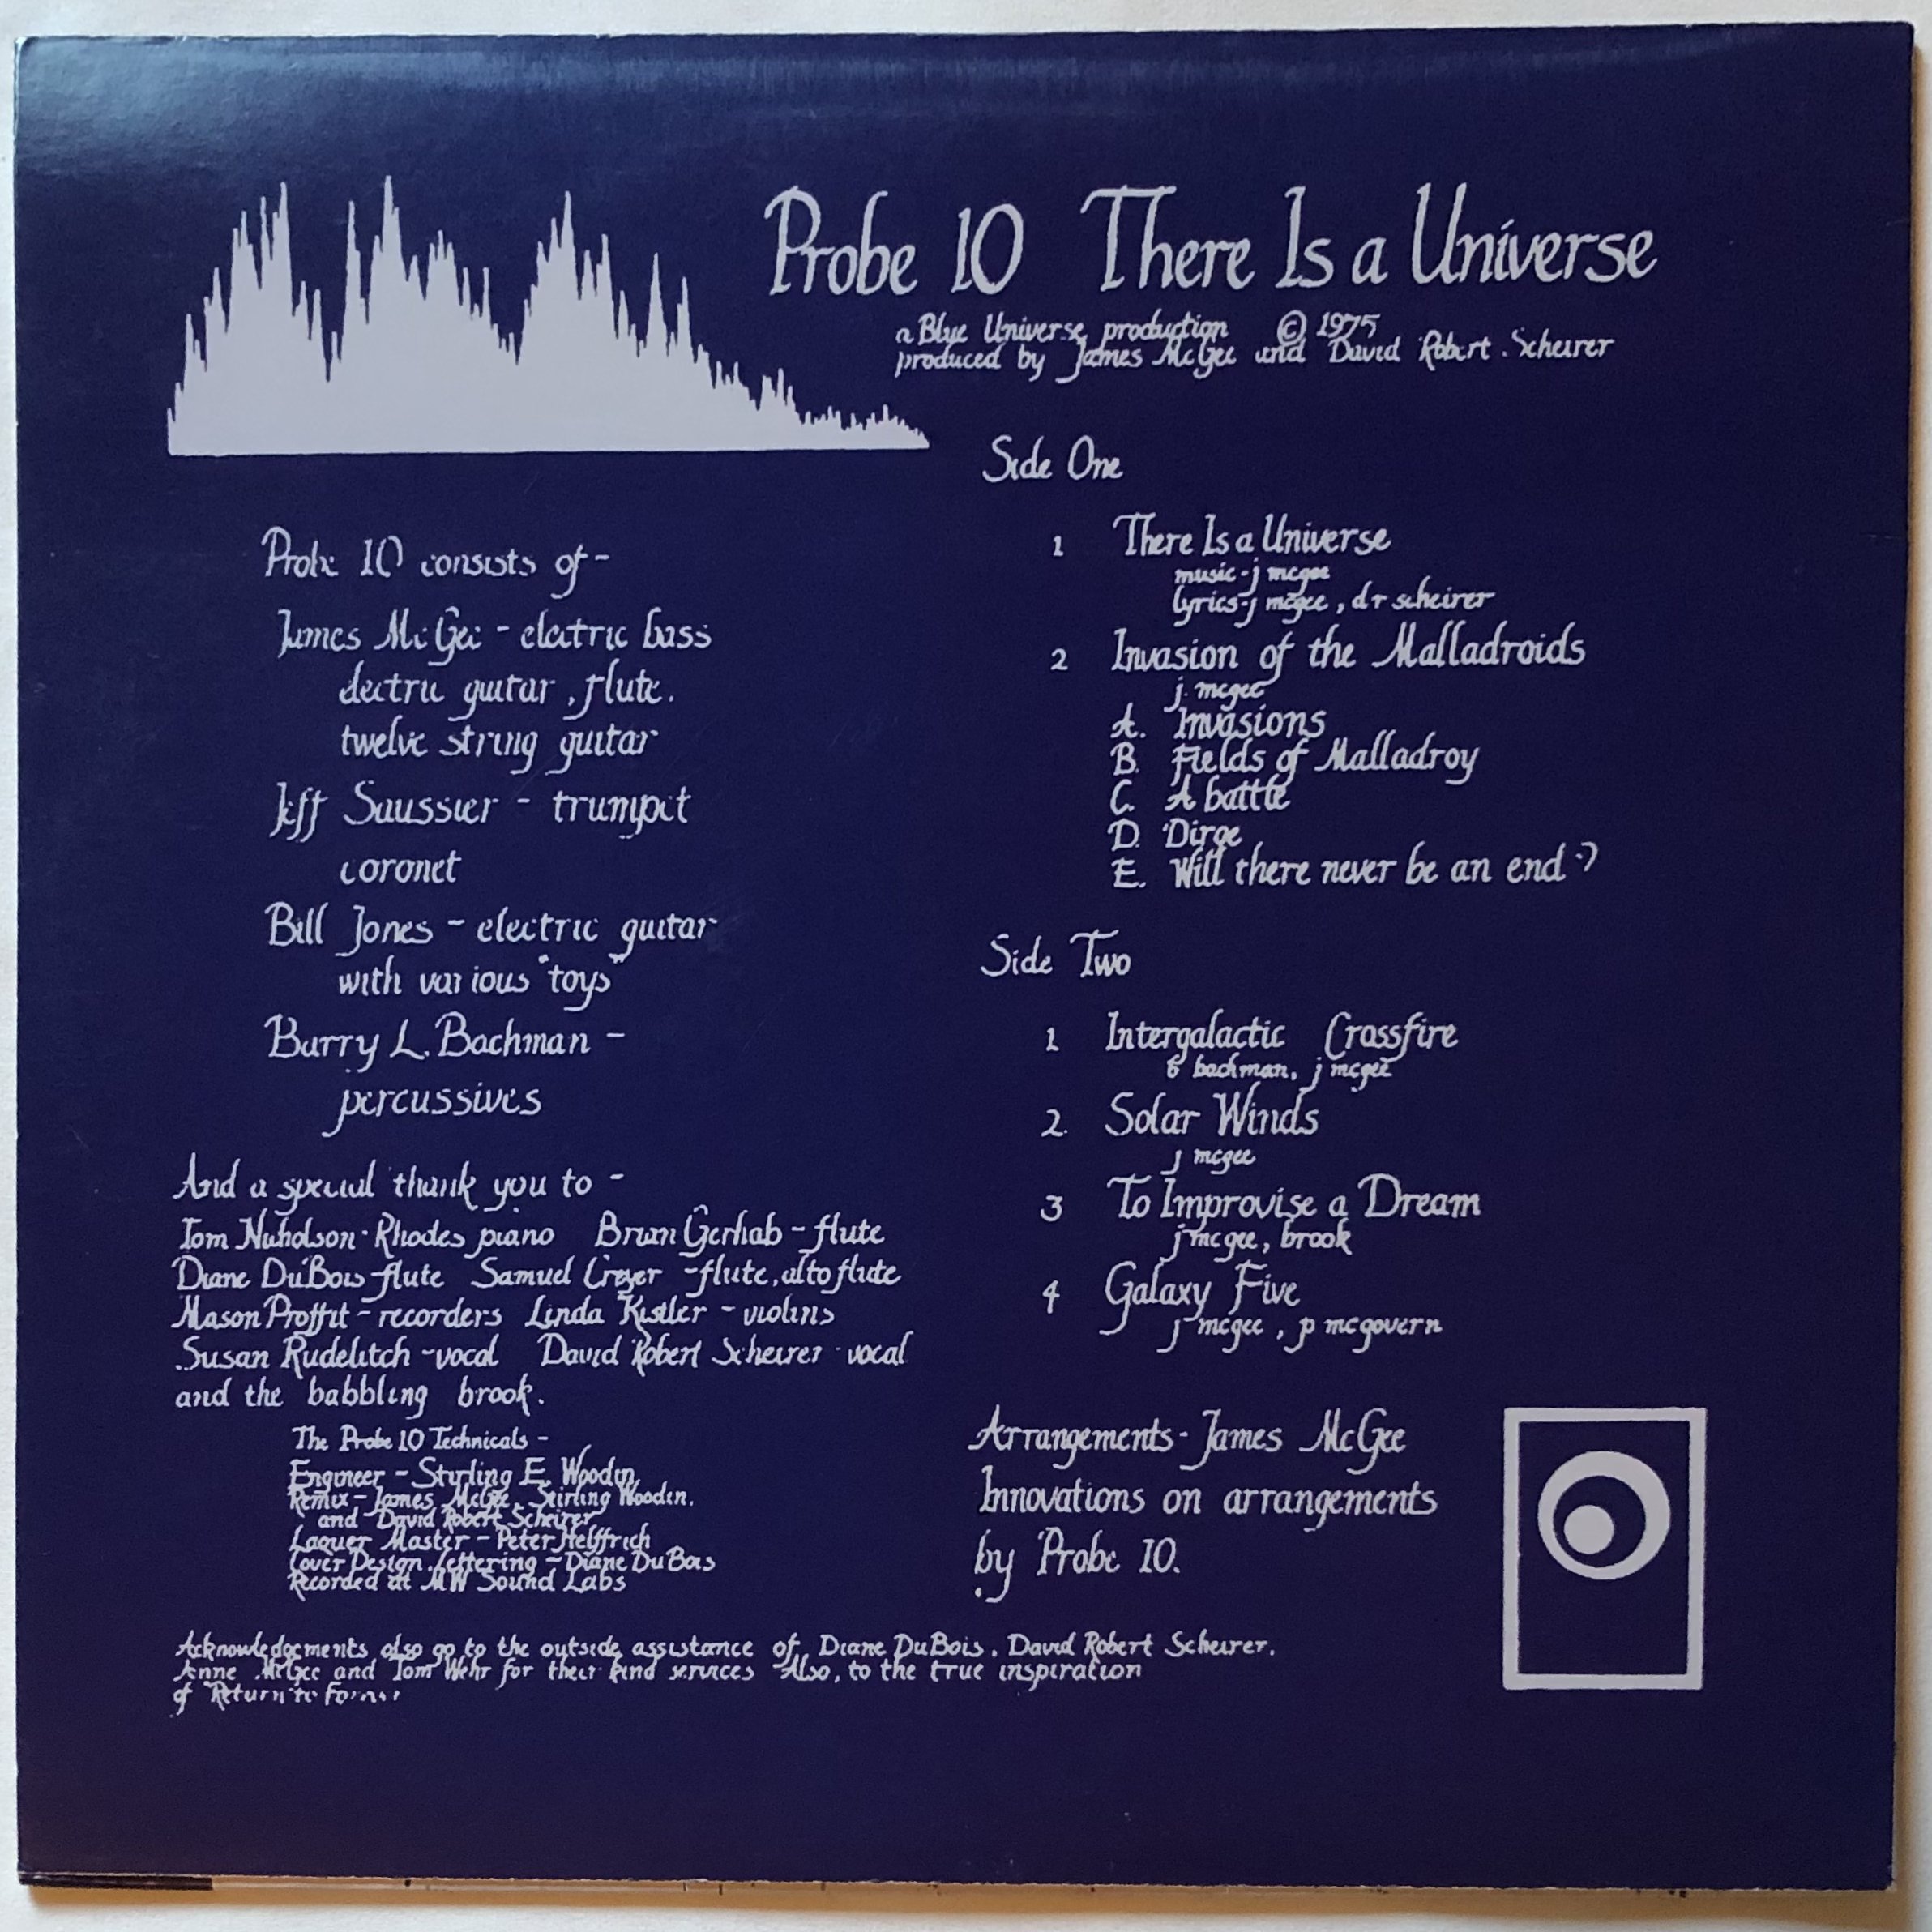 Probe 10 There Is a Universe
a Blue Universe production © 1975
produced by James McGee and David Robert Scheirer
Probe 10 consists of -
James McGee - electric bass
electric guitar, flute.
twelve string guitar
Jeff Saussier - trumpet
coronet
Bill Jones - electric guitar
with various "toys"
Barry L. Bachman -
percussives
And a special thank you to -
Tom Nicholson - Rhodes piano Brian Gerhab - flute
Diane DuBois - flute Samuel - flute, alto flute
Mason Proffit - recorders Linda Kistler - violins
Susan Rudelitch - vocal David Robert Scheirer - vocal
and the babbling brook.
The Probe 10 Technicals -
Engineer - Stirling E. Wooden
Remix - James McGee, Stirling Wooden,
and David Robert Scheirer
Laquer Master - Peter Helffrich
Cover Design, Lettering - Diane DuBois
Recorded at MW Sound Labs
Side One
1 There Is a Universe
music - j mcgee
lyrics - j mcgee, d r scheirer
2 Invasion of the Malladroids
j. mcgee
A. Invasions
B. Fields of Malladroy
C. A battle
D. Dirge
E. Will there never be an end?
Side Two
1 Intergalactic Crossfire
b bachman, j mcgee
2. Solar Winds
j mcgee
3 To Improvise a Dream
j mcgee, brook
4 Galaxy Five
j mcgee, p mcgovern
Arrangements - James McGee
Innovations on arrangements
by Probe 10.
Acknowledgements also go to the outside assistance of Diane DuBois, David Robert Scheirer,
Anne McGee and Tom Wehr for their kind services Also, to the true inspiration
of "Return to Forever"